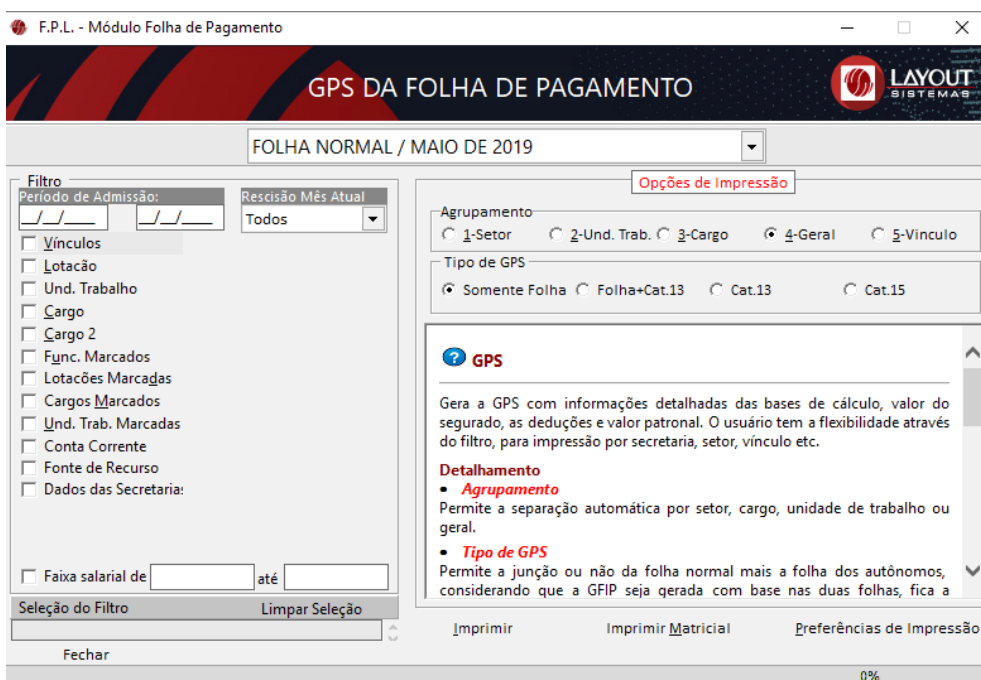 F.P.L. - Módulo Folha de Pagamento
GPS DA FOLHA DE PAGAMENTO
LAYOUT
SISTEMAS
FOLHA NORMAL / MAIO DE 2019
Filtro
Período de Admissão:
Rescisão Mês Atual
__/__/____ __/__/____ Todos
Vínculos
Lotacão
Und. Trabalho
Cargo
Cargo 2
Func. Marcados
Lotacões Marcadas
Cargos Marcados
Und. Trab. Marcadas
Conta Corrente
Fonte de Recurso
Dados das Secretarias
Faixa salarial de até
Seleção do Filtro Limpar Seleção
Fechar
Opções de Impressão
Agrupamento
1-Setor 2-Und. Trab. 3-Cargo 4-Geral 5-Vinculo
Tipo de GPS
Somente Folha Folha+Cat.13 Cat.13 Cat.15
? GPS
Gera a GPS com informações detalhadas das bases de cálculo, valor do
segurado, as deduções e valor patronal. O usuário tem a flexibilidade através
do filtro, para impressão por secretaria, setor, vínculo etc.
Detalhamento
• Agrupamento
Permite a separação automática por setor, cargo, unidade de trabalho ou
geral.
• Tipo de GPS
Permite a junção ou não da folha normal mais a folha dos autônomos,
considerando que a GFIP seja gerada com base nas duas folhas, fica a
Imprimir Imprimir Matricial Preferências de Impressão
0%